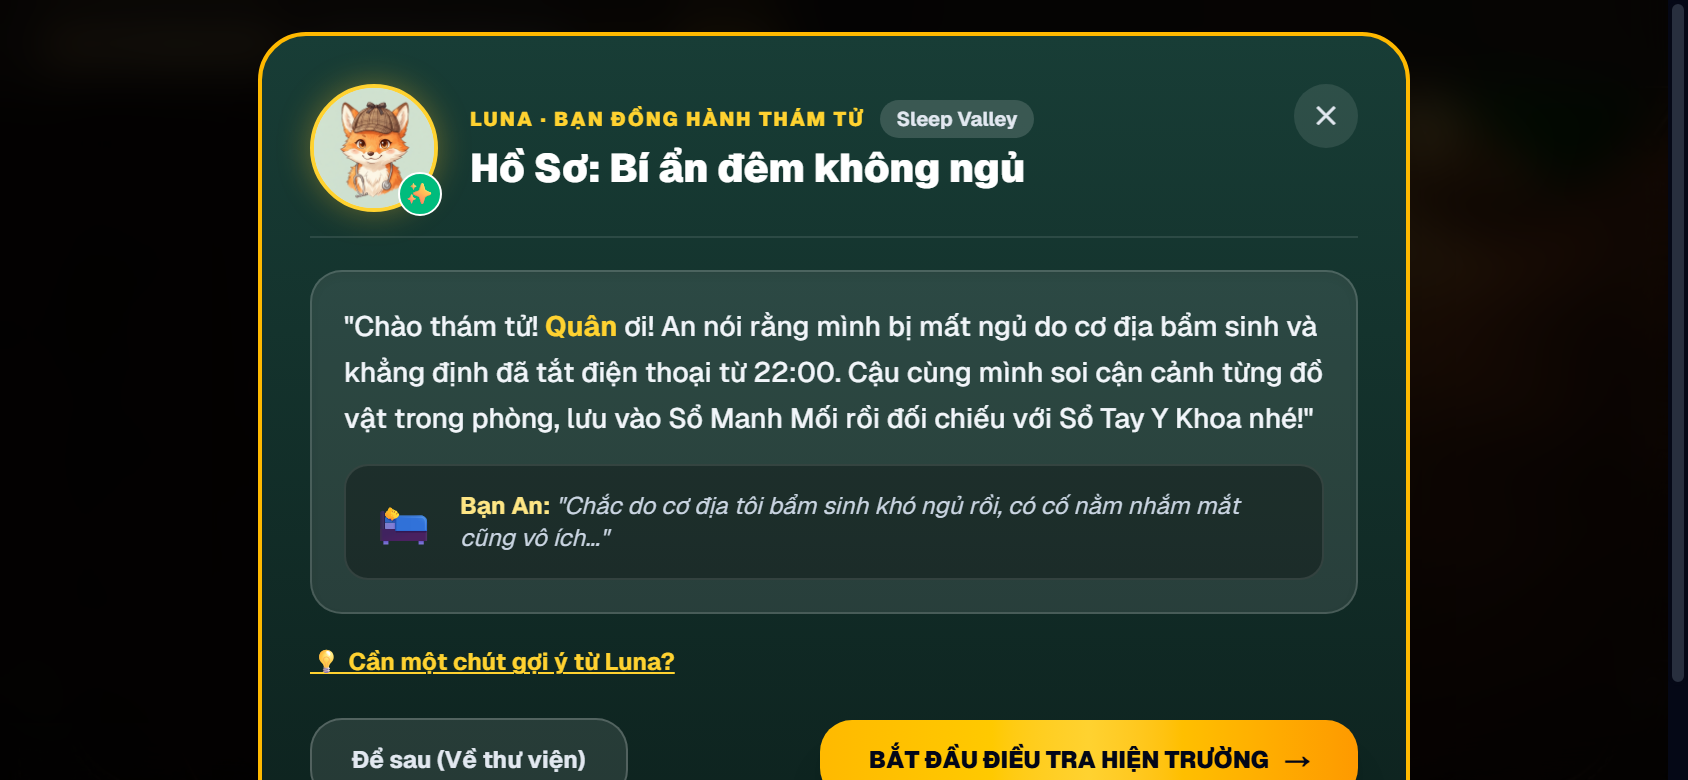 LUNA · BẠN ĐỒNG HÀNH THÁM TỬ
Sleep Valley
Hồ Sơ: Bí ẩn đêm không ngủ
"Chào thám tử! Quân ơi! An nói rằng mình bị mất ngủ do cơ địa bẩm sinh và
khẳng định đã tắt điện thoại từ 22:00. Cậu cùng mình soi cận cảnh từng đồ
vật trong phòng, lưu vào Sổ Manh Mối rồi đối chiếu với Sổ Tay Y Khoa nhé!"
Bạn An: "Chắc do cơ địa tôi bẩm sinh khó ngủ rồi, có cố nằm nhắm mắt
cũng vô ích..."
Cần một chút gợi ý từ Luna?
Để sau (Về thư viện)
BẮT ĐẦU ĐIỀU TRA HIỆN TRƯỜNG →